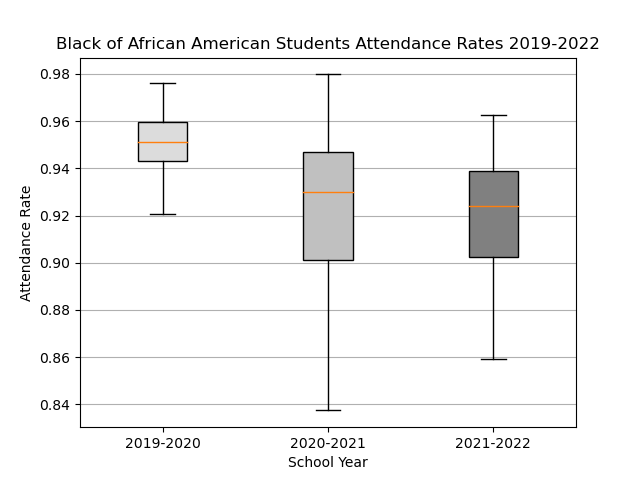 Black of African American Students Attendance Rates 2019-2022
0.98
0.96
0.94
0.92
0.90
0.88
0.86
0.84
Attendance Rate
2019-2020 2020-2021 2021-2022
School Year